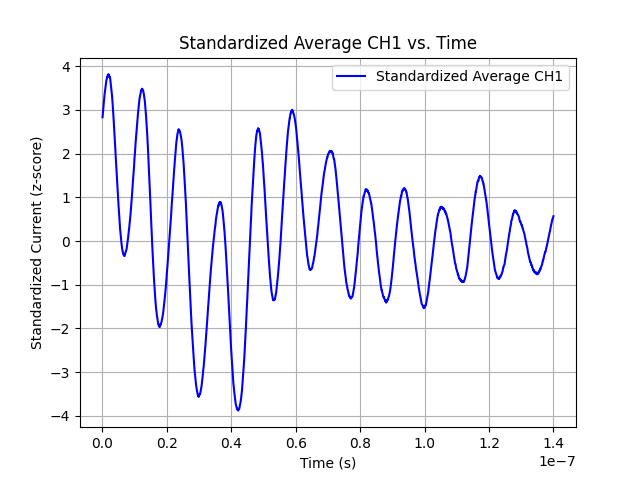 Standardized Average CH1 vs. Time
Standardized Average CH1
Standardized Current (z-score)
4
3
2
1
0
−1
−2
−3
−4
0.0 0.2 0.4 0.6 0.8 1.0 1.2 1.4
1e−7
Time (s)